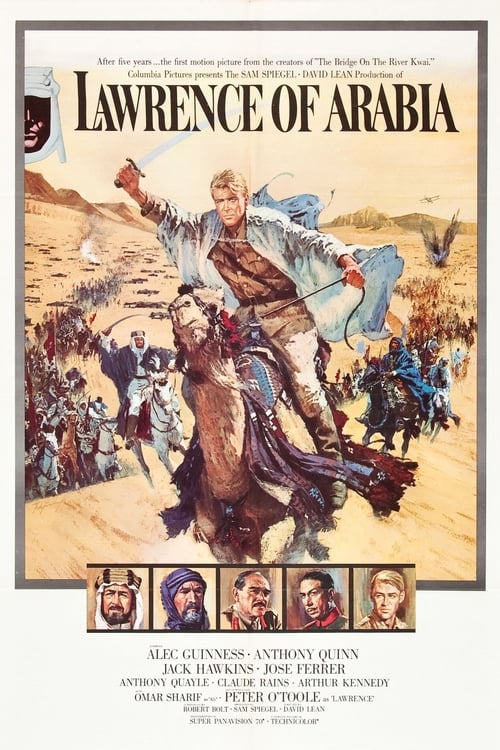 After five years ...the first motion picture from the creators of "The Bridge On The River Kwai."
Columbia Pictures presents The SAM SPIEGEL · DAVID LEAN Production of
LAWRENCE OF ARABIA
ALEC GUINNESS · ANTHONY QUINN
JACK HAWKINS · JOSE FERRER
ANTHONY QUAYLE · CLAUDE RAINS · ARTHUR KENNEDY
OMAR SHARIF as 'ALI' · PETER O'TOOLE as 'LAWRENCE'
ROBERT BOLT · SAM SPIEGEL · DAVID LEAN
SUPER PANAVISION 70® · TECHNICOLOR®